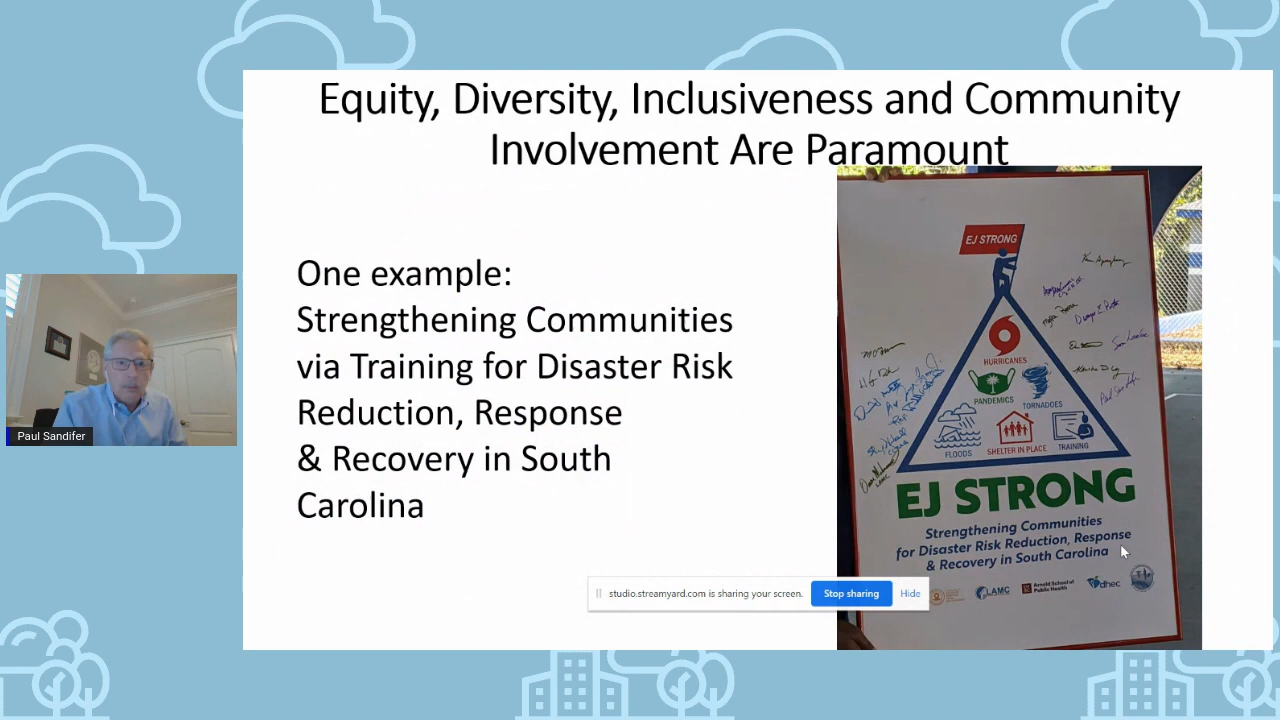 Equity, Diversity, Inclusiveness and Community
Involvement Are Paramount
One example:
Strengthening Communities
via Training for Disaster Risk
Reduction, Response
& Recovery in South
Carolina
EJ STRONG
HURRICANES
PANDEMICS
TORNADOES
FLOODS
SHELTER IN PLACE
TRAINING
EJ STRONG
Strengthening Communities
for Disaster Risk Reduction, Response
& Recovery in South Carolina
LAMC
Arnold School of
Public Health
dhec
Paul Sandifer
studio.streamyard.com is sharing your screen.
Stop sharing
Hide